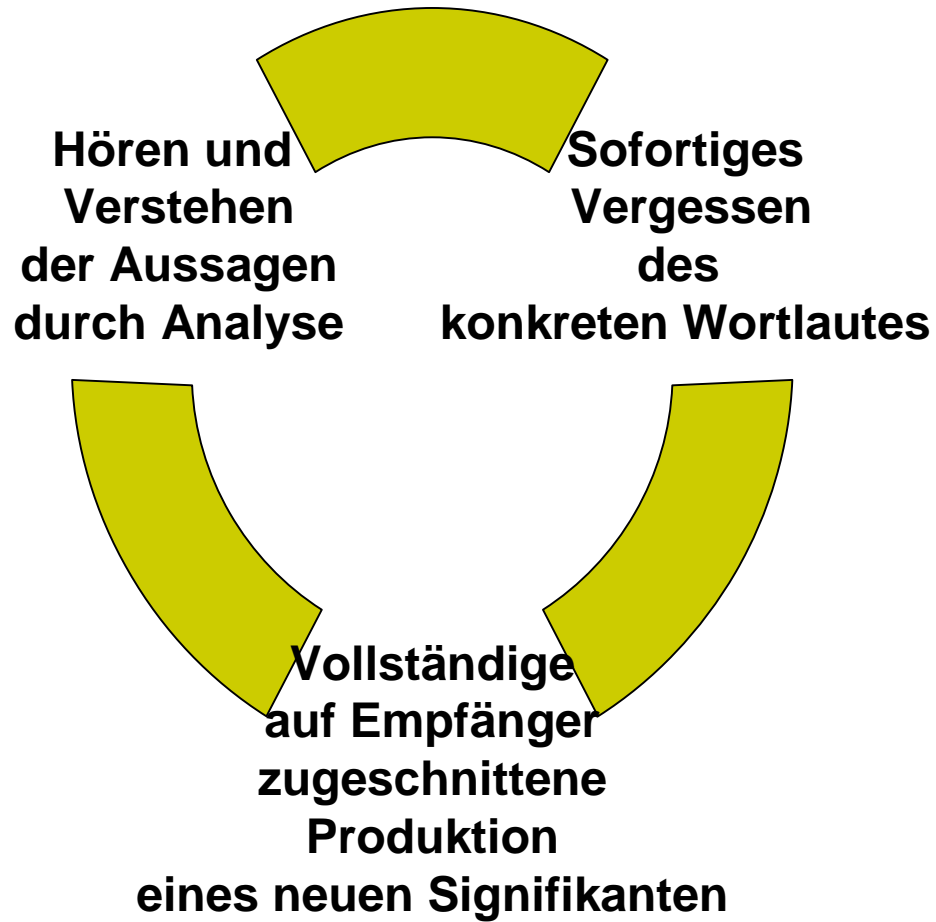 Hören und
Verstehen
der Aussagen
durch Analyse
Sofortiges
Vergessen
des
konkreten Wortlautes
Vollständige
auf Empfänger
zugeschnittene
Produktion
eines neuen Signifikanten